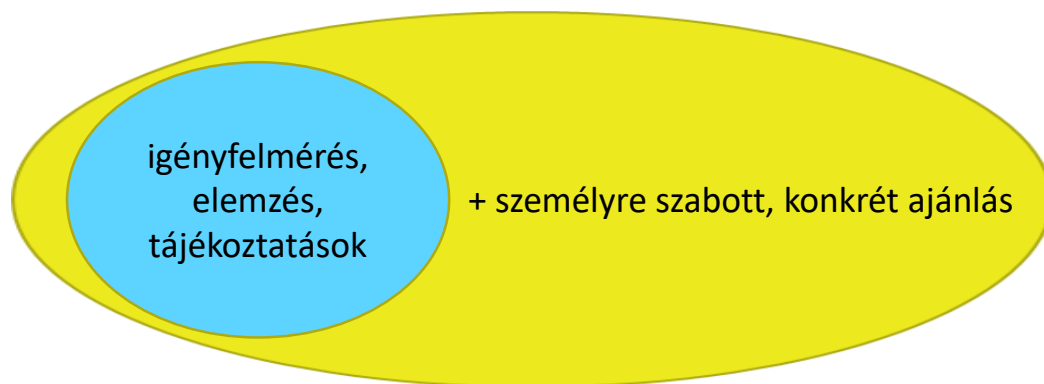 igényfelmérés,
elemzés,
tájékoztatások
+ személyre szabott, konkrét ajánlás